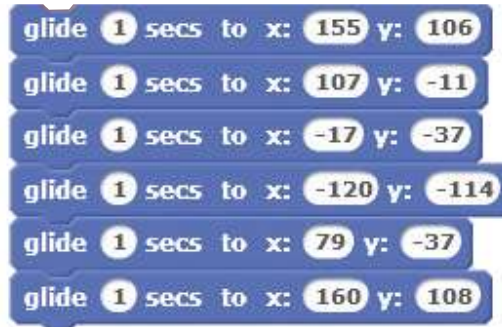 glide 1 secs to x: 155 y: 106
glide 1 secs to x: 107 y: -11
glide 1 secs to x: -17 y: -37
glide 1 secs to x: -120 y: -114
glide 1 secs to x: 79 y: -37
glide 1 secs to x: 160 y: 108